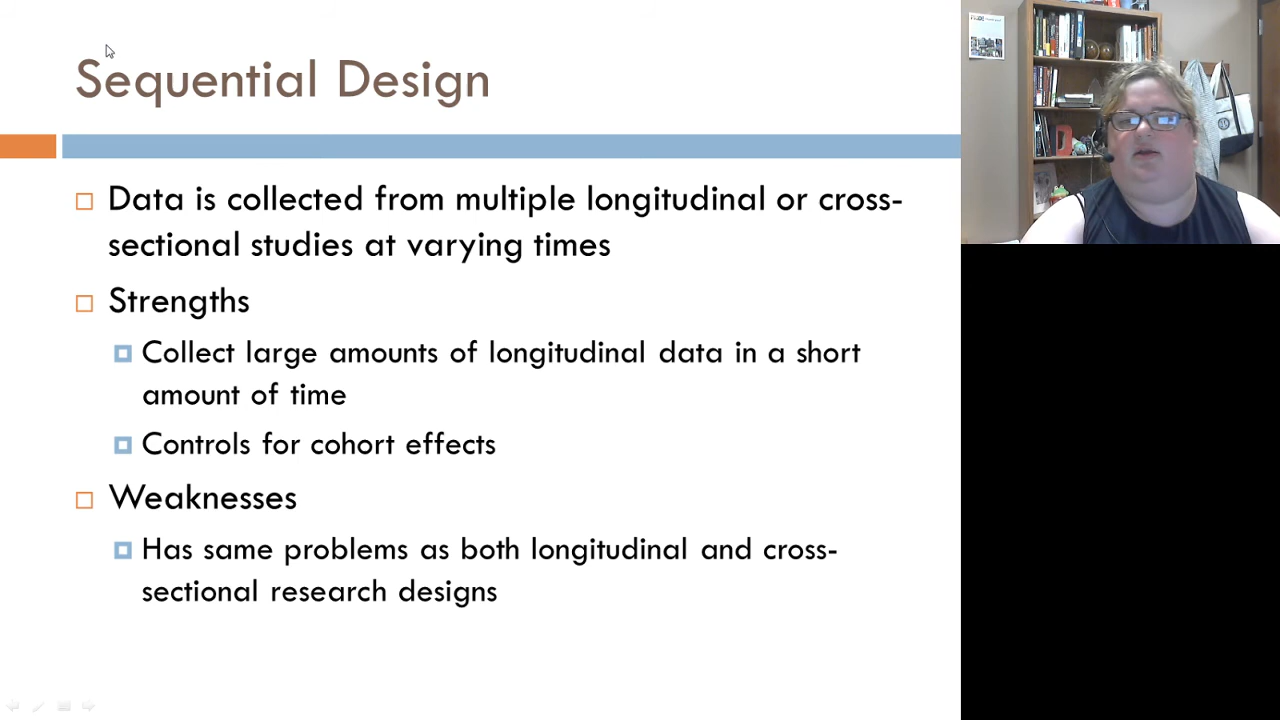 Sequential Design
Data is collected from multiple longitudinal or cross-
sectional studies at varying times
Strengths
Collect large amounts of longitudinal data in a short
amount of time
Controls for cohort effects
Weaknesses
Has same problems as both longitudinal and cross-
sectional research designs